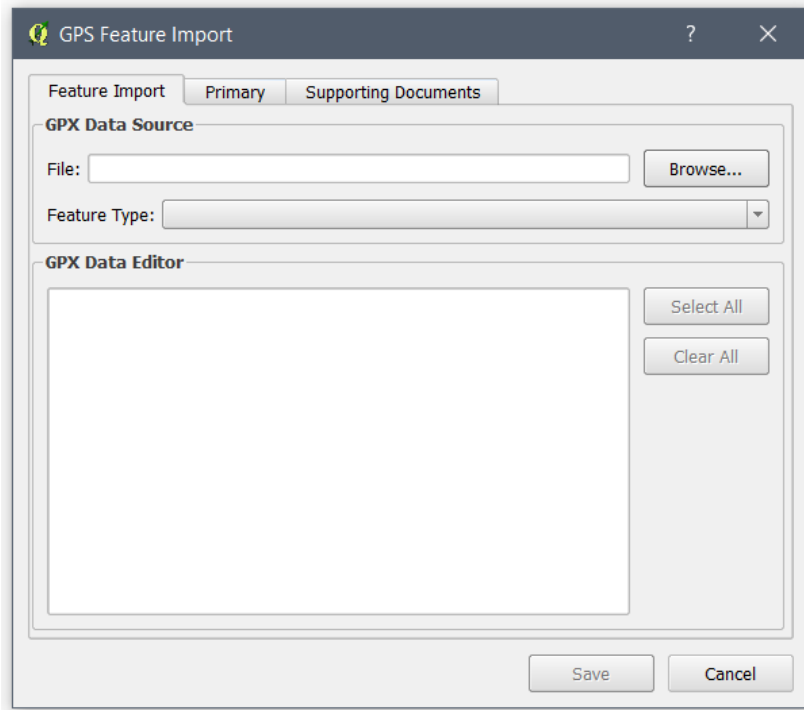 GPS Feature Import ?
Feature Import Primary Supporting Documents
GPX Data Source
File: Browse...
Feature Type:
GPX Data Editor
Select All
Clear All
Save Cancel